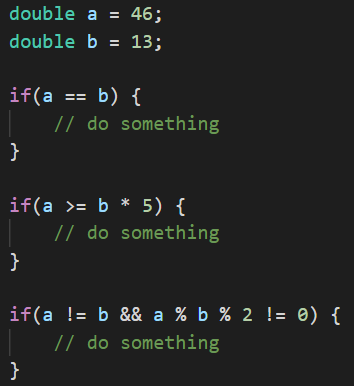 double a = 46;
double b = 13;
if(a == b) {
// do something
}
if(a >= b * 5) {
// do something
}
if(a != b && a % b % 2 != 0) {
// do something
}